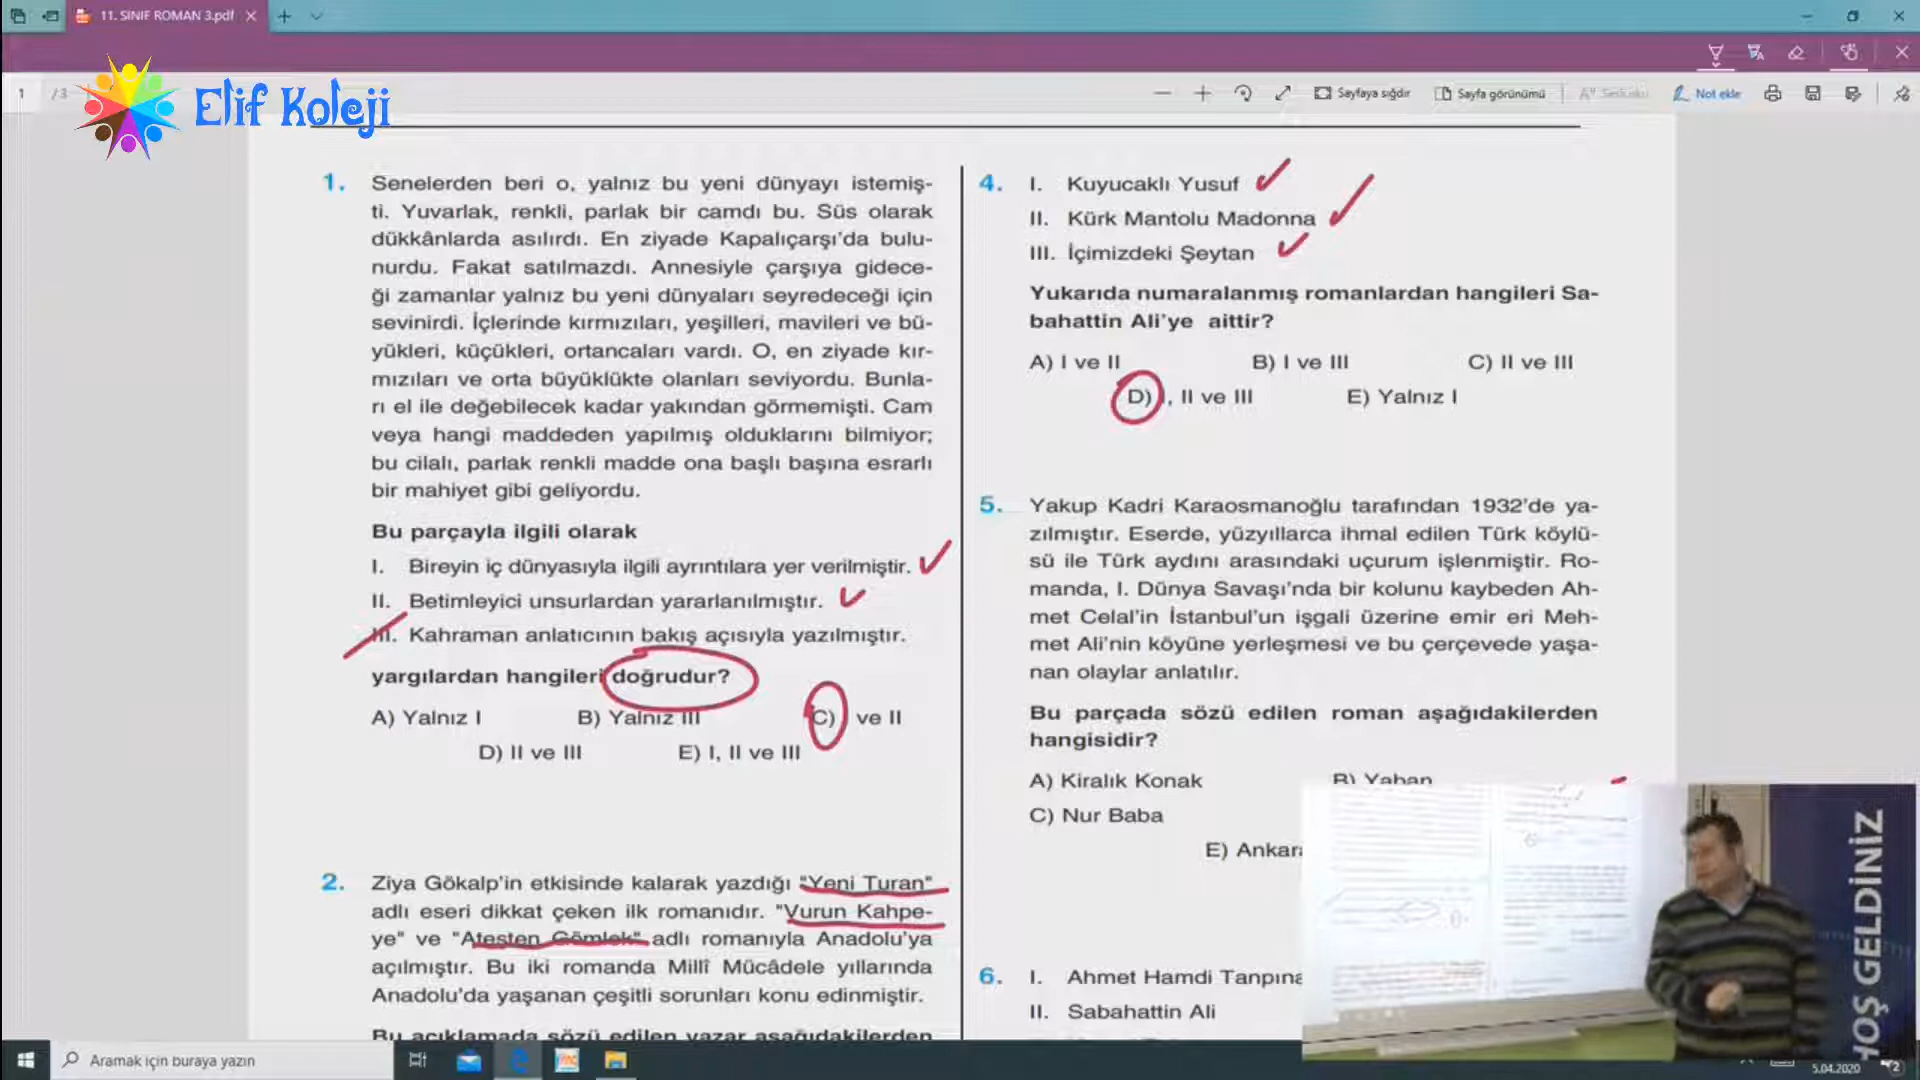 11. SINIF ROMAN 3.pdf
1 /3
Elif Koleji
Sayfaya sığdır
Sayfa görünümü
Not ekle
1. Senelerden beri o, yalnız bu yeni dünyayı istemiş-
ti. Yuvarlak, renkli, parlak bir camdı bu. Süs olarak
dükkânlarda asılırdı. En ziyade Kapalıçarşı'da bulu-
nurdu. Fakat satılmazdı. Annesiyle çarşıya gidece-
ği zamanlar yalnız bu yeni dünyaları seyredeceği için
sevinirdi. İçlerinde kırmızıları, yeşilleri, mavileri ve bü-
yükleri, küçükleri, ortancaları vardı. O, en ziyade kır-
mızıları ve orta büyüklükte olanları seviyordu. Bunla-
rı el ile değebilecek kadar yakından görmemişti. Cam
veya hangi maddeden yapılmış olduklarını bilmiyor;
bu cilalı, parlak renkli madde ona başlı başına esrarlı
bir mahiyet gibi geliyordu.
Bu parçayla ilgili olarak
I. Bireyin iç dünyasıyla ilgili ayrıntılara yer verilmiştir.
II. Betimleyici unsurlardan yararlanılmıştır.
III. Kahraman anlatıcının bakış açısıyla yazılmıştır.
yargılardan hangileri doğrudur?
A) Yalnız I B) Yalnız III C) ve II
D) II ve III E) I, II ve III
2. Ziya Gökalp'in etkisinde kalarak yazdığı "Yeni Turan"
adlı eseri dikkat çeken ilk romanıdır. "Vurun Kahpe-
ye" ve "Ateşten Gömlek" adlı romanıyla Anadolu'ya
açılmıştır. Bu iki romanda Millî Mücâdele yıllarında
Anadolu'da yaşanan çeşitli sorunları konu edinmiştir.
Bu açıklamada sözü edilen yazar aşağıdakilerden
4. I. Kuyucaklı Yusuf
II. Kürk Mantolu Madonna
III. İçimizdeki Şeytan
Yukarıda numaralanmış romanlardan hangileri Sa-
bahattin Ali'ye aittir?
A) I ve II B) I ve III C) II ve III
D) I, II ve III E) Yalnız I
5. Yakup Kadri Karaosmanoğlu tarafından 1932'de ya-
zılmıştır. Eserde, yüzyıllarca ihmal edilen Türk köylü-
sü ile Türk aydını arasındaki uçurum işlenmiştir. Ro-
manda, I. Dünya Savaşı'nda bir kolunu kaybeden Ah-
met Celal'in İstanbul'un işgali üzerine emir eri Meh-
met Ali'nin köyüne yerleşmesi ve bu çerçevede yaşa-
nan olaylar anlatılır.
Bu parçada sözü edilen roman aşağıdakilerden
hangisidir?
A) Kiralık Konak B) Yaban
C) Nur Baba
E) Ankara
6. I. Ahmet Hamdi Tanpına
II. Sabahattin Ali
HOŞ GELDİNİZ
Aramak için buraya yazın
5.04.2020
2